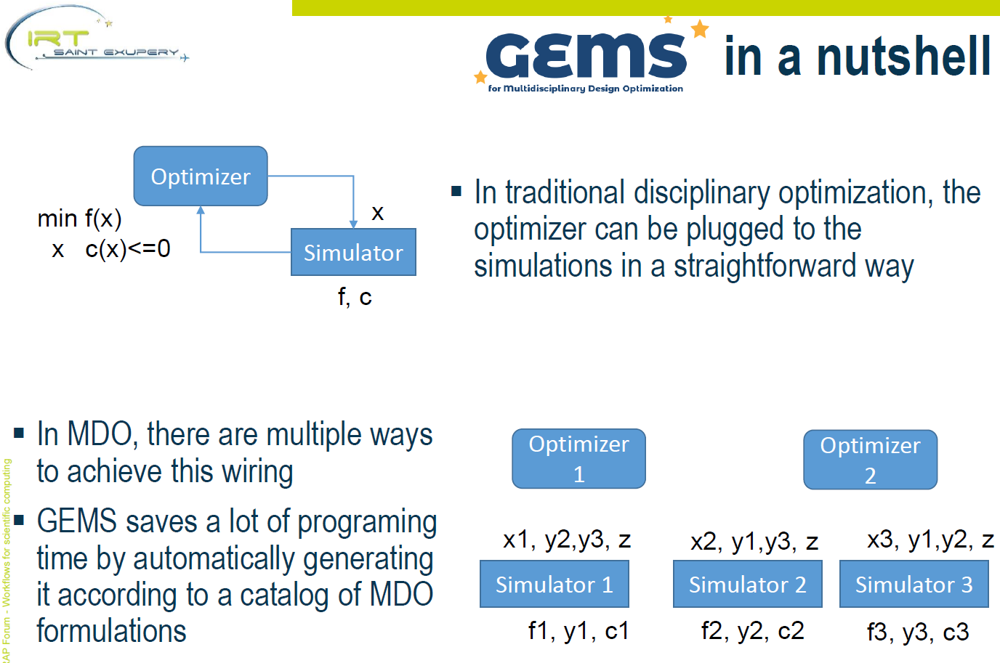 IRT
SAINT EXUPERY
GEMS in a nutshell
for Multidisciplinary Design Optimization
Optimizer
min f(x)
x c(x)<=0
x
Simulator
f, c
▪ In traditional disciplinary optimization, the
optimizer can be plugged to the
simulations in a straightforward way
▪ In MDO, there are multiple ways
to achieve this wiring
▪ GEMS saves a lot of programing
time by automatically generating
it according to a catalog of MDO
formulations
Optimizer
1
Optimizer
2
x1, y2,y3, z
x2, y1,y3, z
x3, y1,y2, z
Simulator 1
Simulator 2
Simulator 3
f1, y1, c1
f2, y2, c2
f3, y3, c3
RAP Forum - Workflows for scientific computing